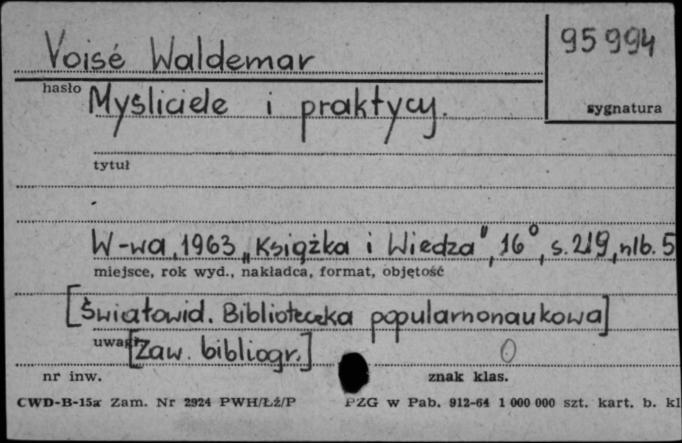 Voisé Waldemar
95994
hasło
Myśliciele i praktycy.
sygnatura
tytuł
W-wa, 1963 „Książka i Wiedza", 16°, s. 219, nlb. 5
miejsce, rok wyd., nakładca, format, objętość
[Światowid. Biblioteczka popularnonaukowa]
uwagi
[Zaw. bibliogr.] 0
nr inw. znak klas.
CWD-B-15a Zam. Nr 2924 PWH/Łź/P PZG w Pab. 912-64 1 000 000 szt. kart. b. kl